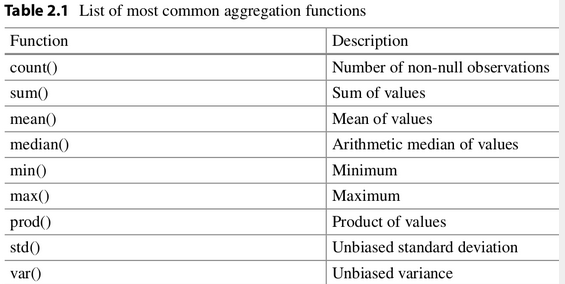 Table 2.1 List of most common aggregation functions
Function Description
count() Number of non-null observations
sum() Sum of values
mean() Mean of values
median() Arithmetic median of values
min() Minimum
max() Maximum
prod() Product of values
std() Unbiased standard deviation
var() Unbiased variance